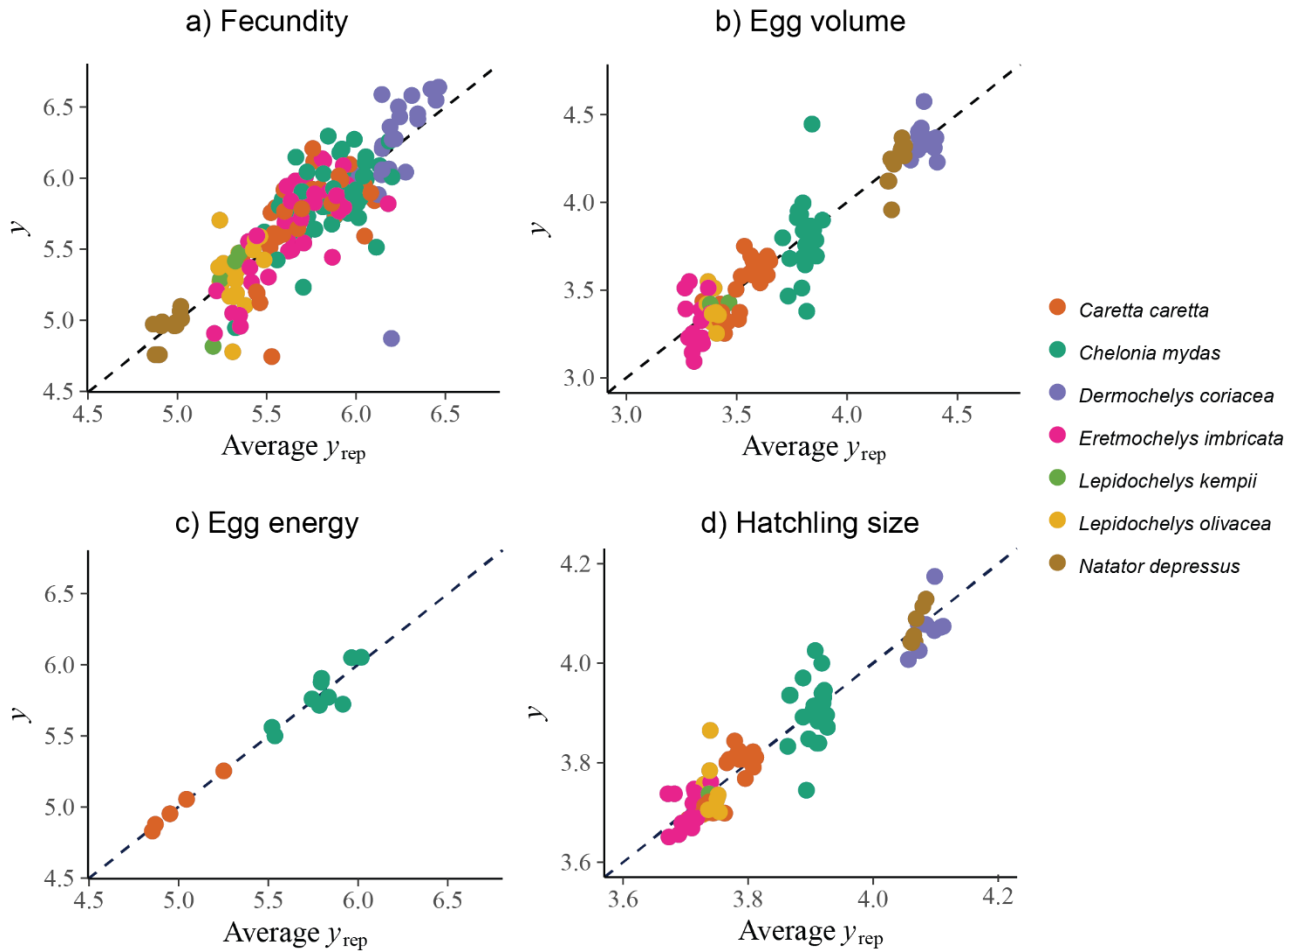 a) Fecundity
b) Egg volume
y
6.5
6.0
5.5
5.0
4.5
4.5 5.0 5.5 6.0 6.5
Average yrep
y
4.5
4.0
3.5
3.0
3.0 3.5 4.0 4.5
Average yrep
Caretta caretta
Chelonia mydas
Dermochelys coriacea
Eretmochelys imbricata
Lepidochelys kempii
Lepidochelys olivacea
Natator depressus
c) Egg energy
d) Hatchling size
y
6.5
6.0
5.5
5.0
4.5
4.5 5.0 5.5 6.0 6.5
Average yrep
y
4.2
4.0
3.8
3.6
3.6 3.8 4.0 4.2
Average yrep